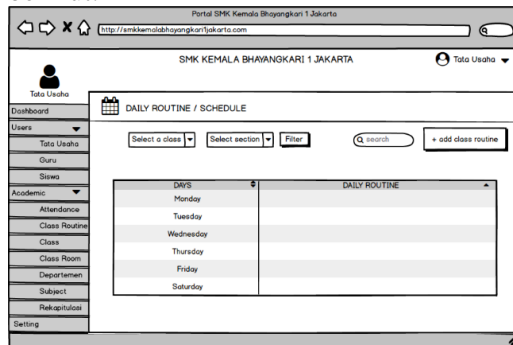 Portal SMK Kemala Bhayangkari 1 Jakarta
http://smkkemalabhayangkari1jakarta.com
SMK KEMALA BHAYANGKARI 1 JAKARTA
Tata Usaha
Tata Usaha
DAILY ROUTINE / SCHEDULE
Dashboard
Users
Tata Usaha
Guru
Siswa
Academic
Attendance
Class Routine
Class
Class Room
Departemen
Subject
Rekapitulasi
Setting
Select a class
Select section
Filter
search
+ add class routine
DAYS DAILY ROUTINE
Monday
Tuesday
Wednesday
Thursday
Friday
Saturday